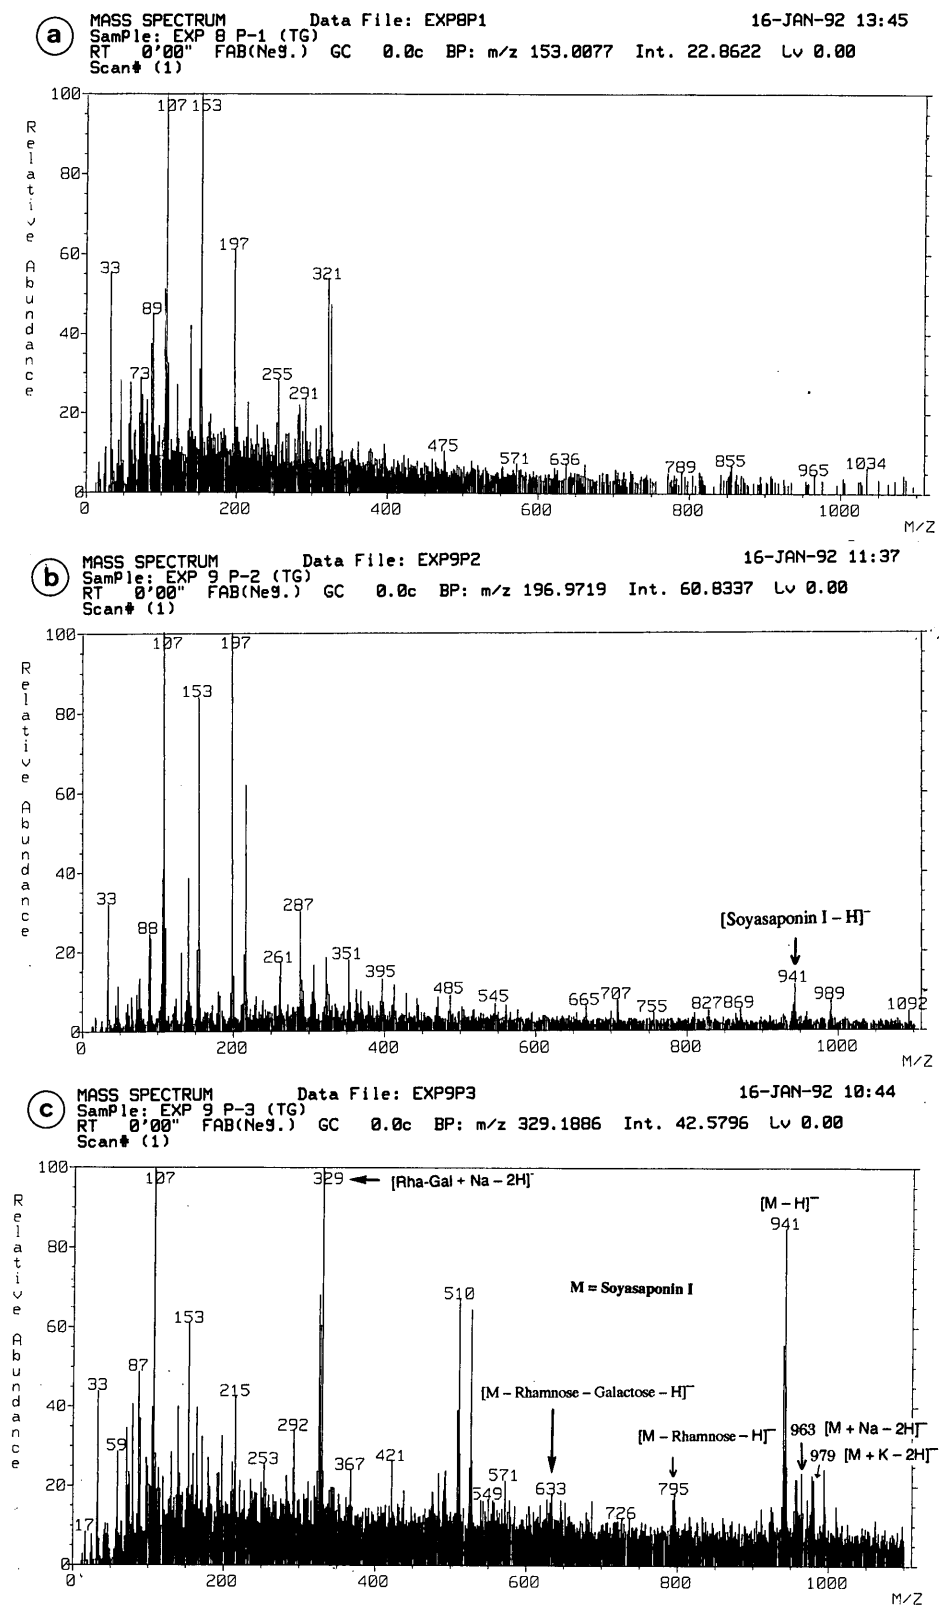 a
MASS SPECTRUM Data File: EXP8P1 16-JAN-92 13:45
SamPle: EXP 8 P-1 (TG)
RT 0'00" FAB(Neg.) GC 0.0c BP: m/z 153.0077 Int. 22.8622 Lv 0.00
Scan# (1)
Relative Abundance
100
80
60
40
20
0
107 153
197
33
321
89
73
255
291
475
571
636
789
855
965
1034
0 200 400 600 800 1000
M/Z
b
MASS SPECTRUM Data File: EXP9P2 16-JAN-92 11:37
SamPle: EXP 9 P-2 (TG)
RT 0'00" FAB(Neg.) GC 0.0c BP: m/z 196.9719 Int. 60.8337 Lv 0.00
Scan# (1)
Relative Abundance
100
80
60
40
20
0
107 197
153
33
88
287
261
351
395
485
545
665
707
755
827
869
[Soyasaponin I – H]⁻
941
989
1092
0 200 400 600 800 1000
M/Z
c
MASS SPECTRUM Data File: EXP9P3 16-JAN-92 10:44
SamPle: EXP 9 P-3 (TG)
RT 0'00" FAB(Neg.) GC 0.0c BP: m/z 329.1886 Int. 42.5796 Lv 0.00
Scan# (1)
Relative Abundance
100
80
60
40
20
0
107
329 [Rha-Gal + Na – 2H]⁻
[M – H]⁻
941
M = Soyasaponin I
510
153
87
33
215
[M – Rhamnose – Galactose – H]⁻
59
292
[M – Rhamnose – H]⁻
963 [M + Na – 2H]⁻
253
367
421
979 [M + K – 2H]⁻
571
549
633
795
17
726
0 200 400 600 800 1000
M/Z